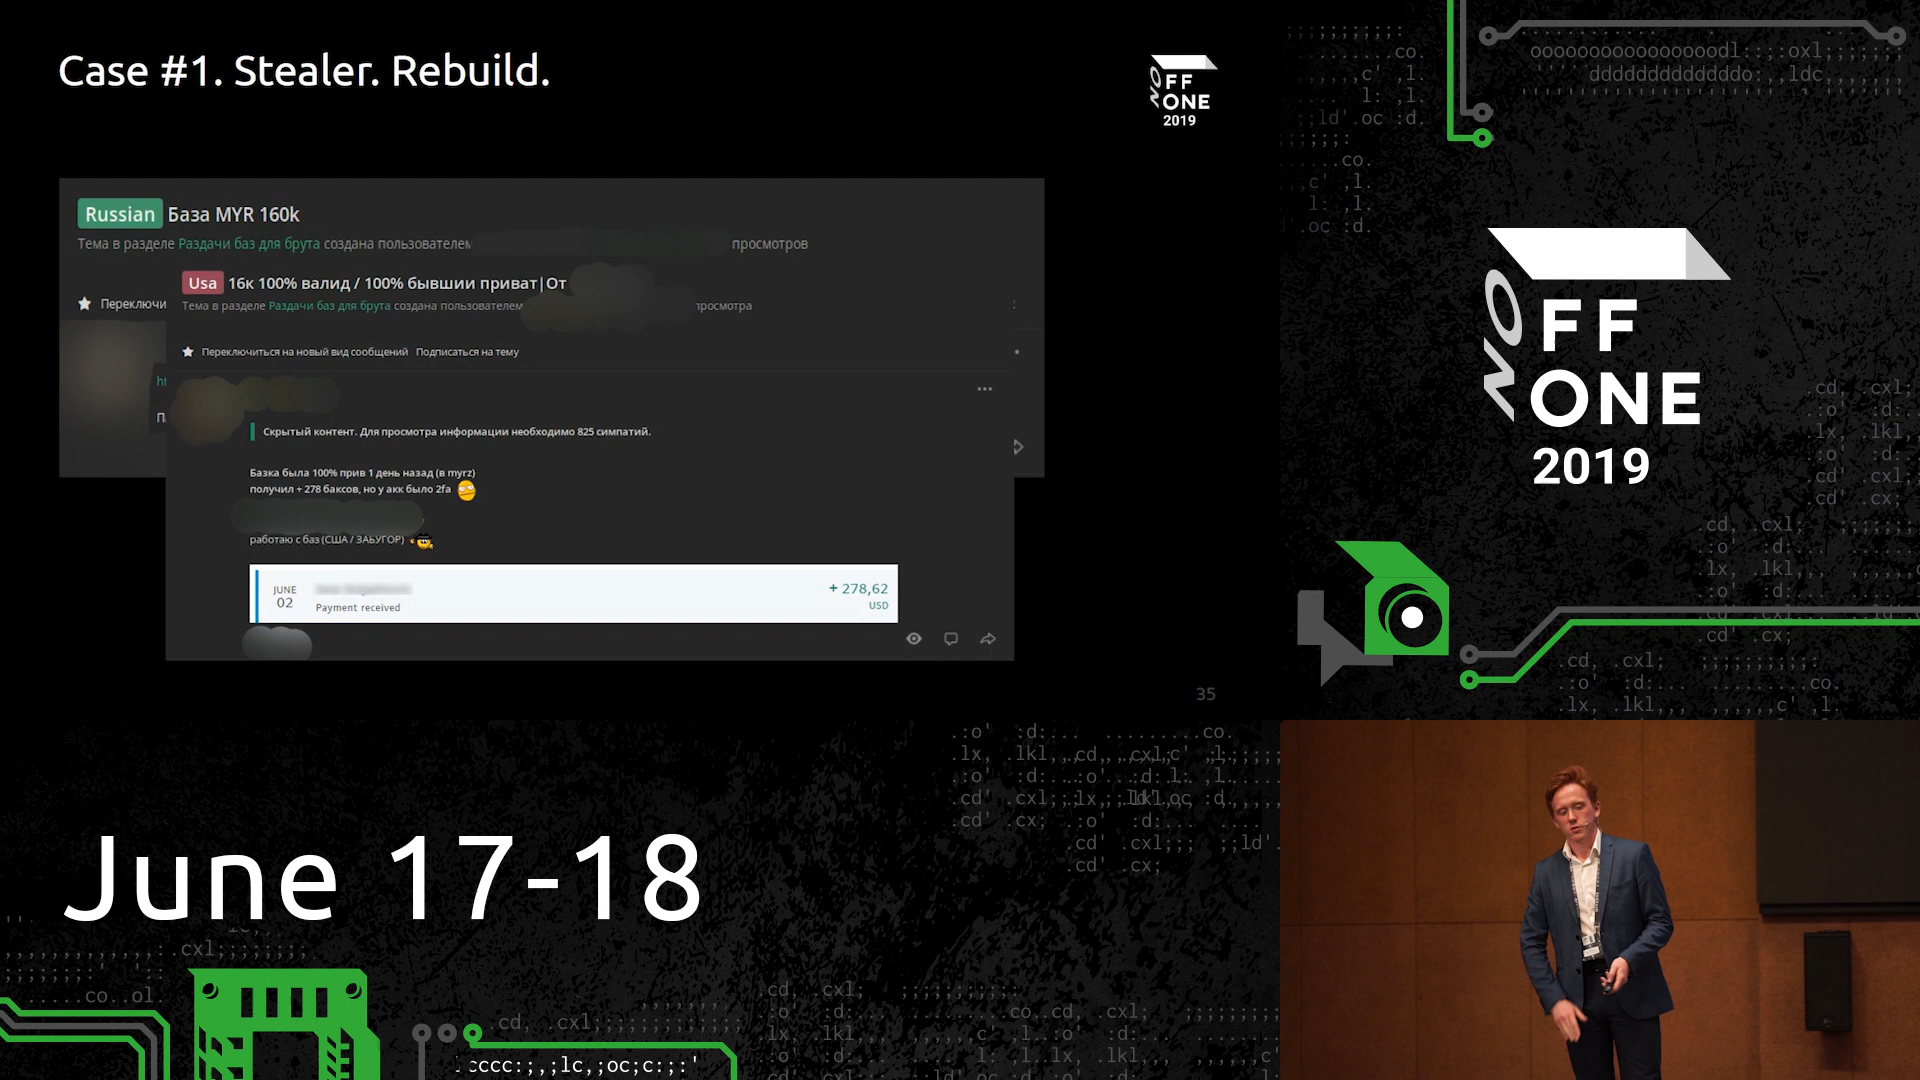 Case #1. Stealer. Rebuild.
OFF
ZONE
2019
Russian База MYR 160k
Тема в разделе Раздачи баз для брута создана пользователем просмотров
Usa 16к 100% валид / 100% бывшии приват|От
Тема в разделе Раздачи баз для брута создана пользователем просмотра
Переключи
Переключиться на новый вид сообщений Подписаться на тему
Скрытый контент. Для просмотра информации необходимо 825 симпатий.
Базка была 100% прив 1 день назад (в myrz)
получил + 278 баксов, но у акк было 2fa
работаю с баз (США / ЗАБУГОР)
JUNE
02
Payment received
+ 278,62
USD
35
OFF
ZONE
2019
June 17-18